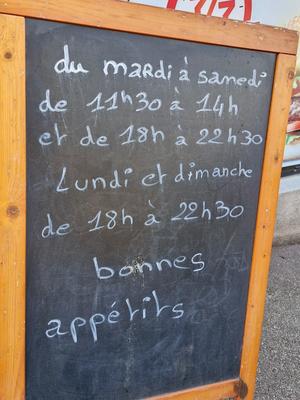 du mardi à samedi
de 11h30 à 14h
et de 18h à 22h30
Lundi et dimanche
de 18h à 22h30
bonnes
appétits